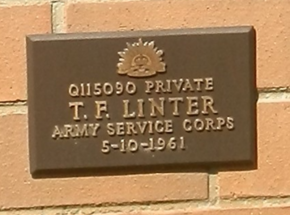 Q115090 PRIVATE
T. F. LINTER
ARMY SERVICE CORPS
5-10-1961